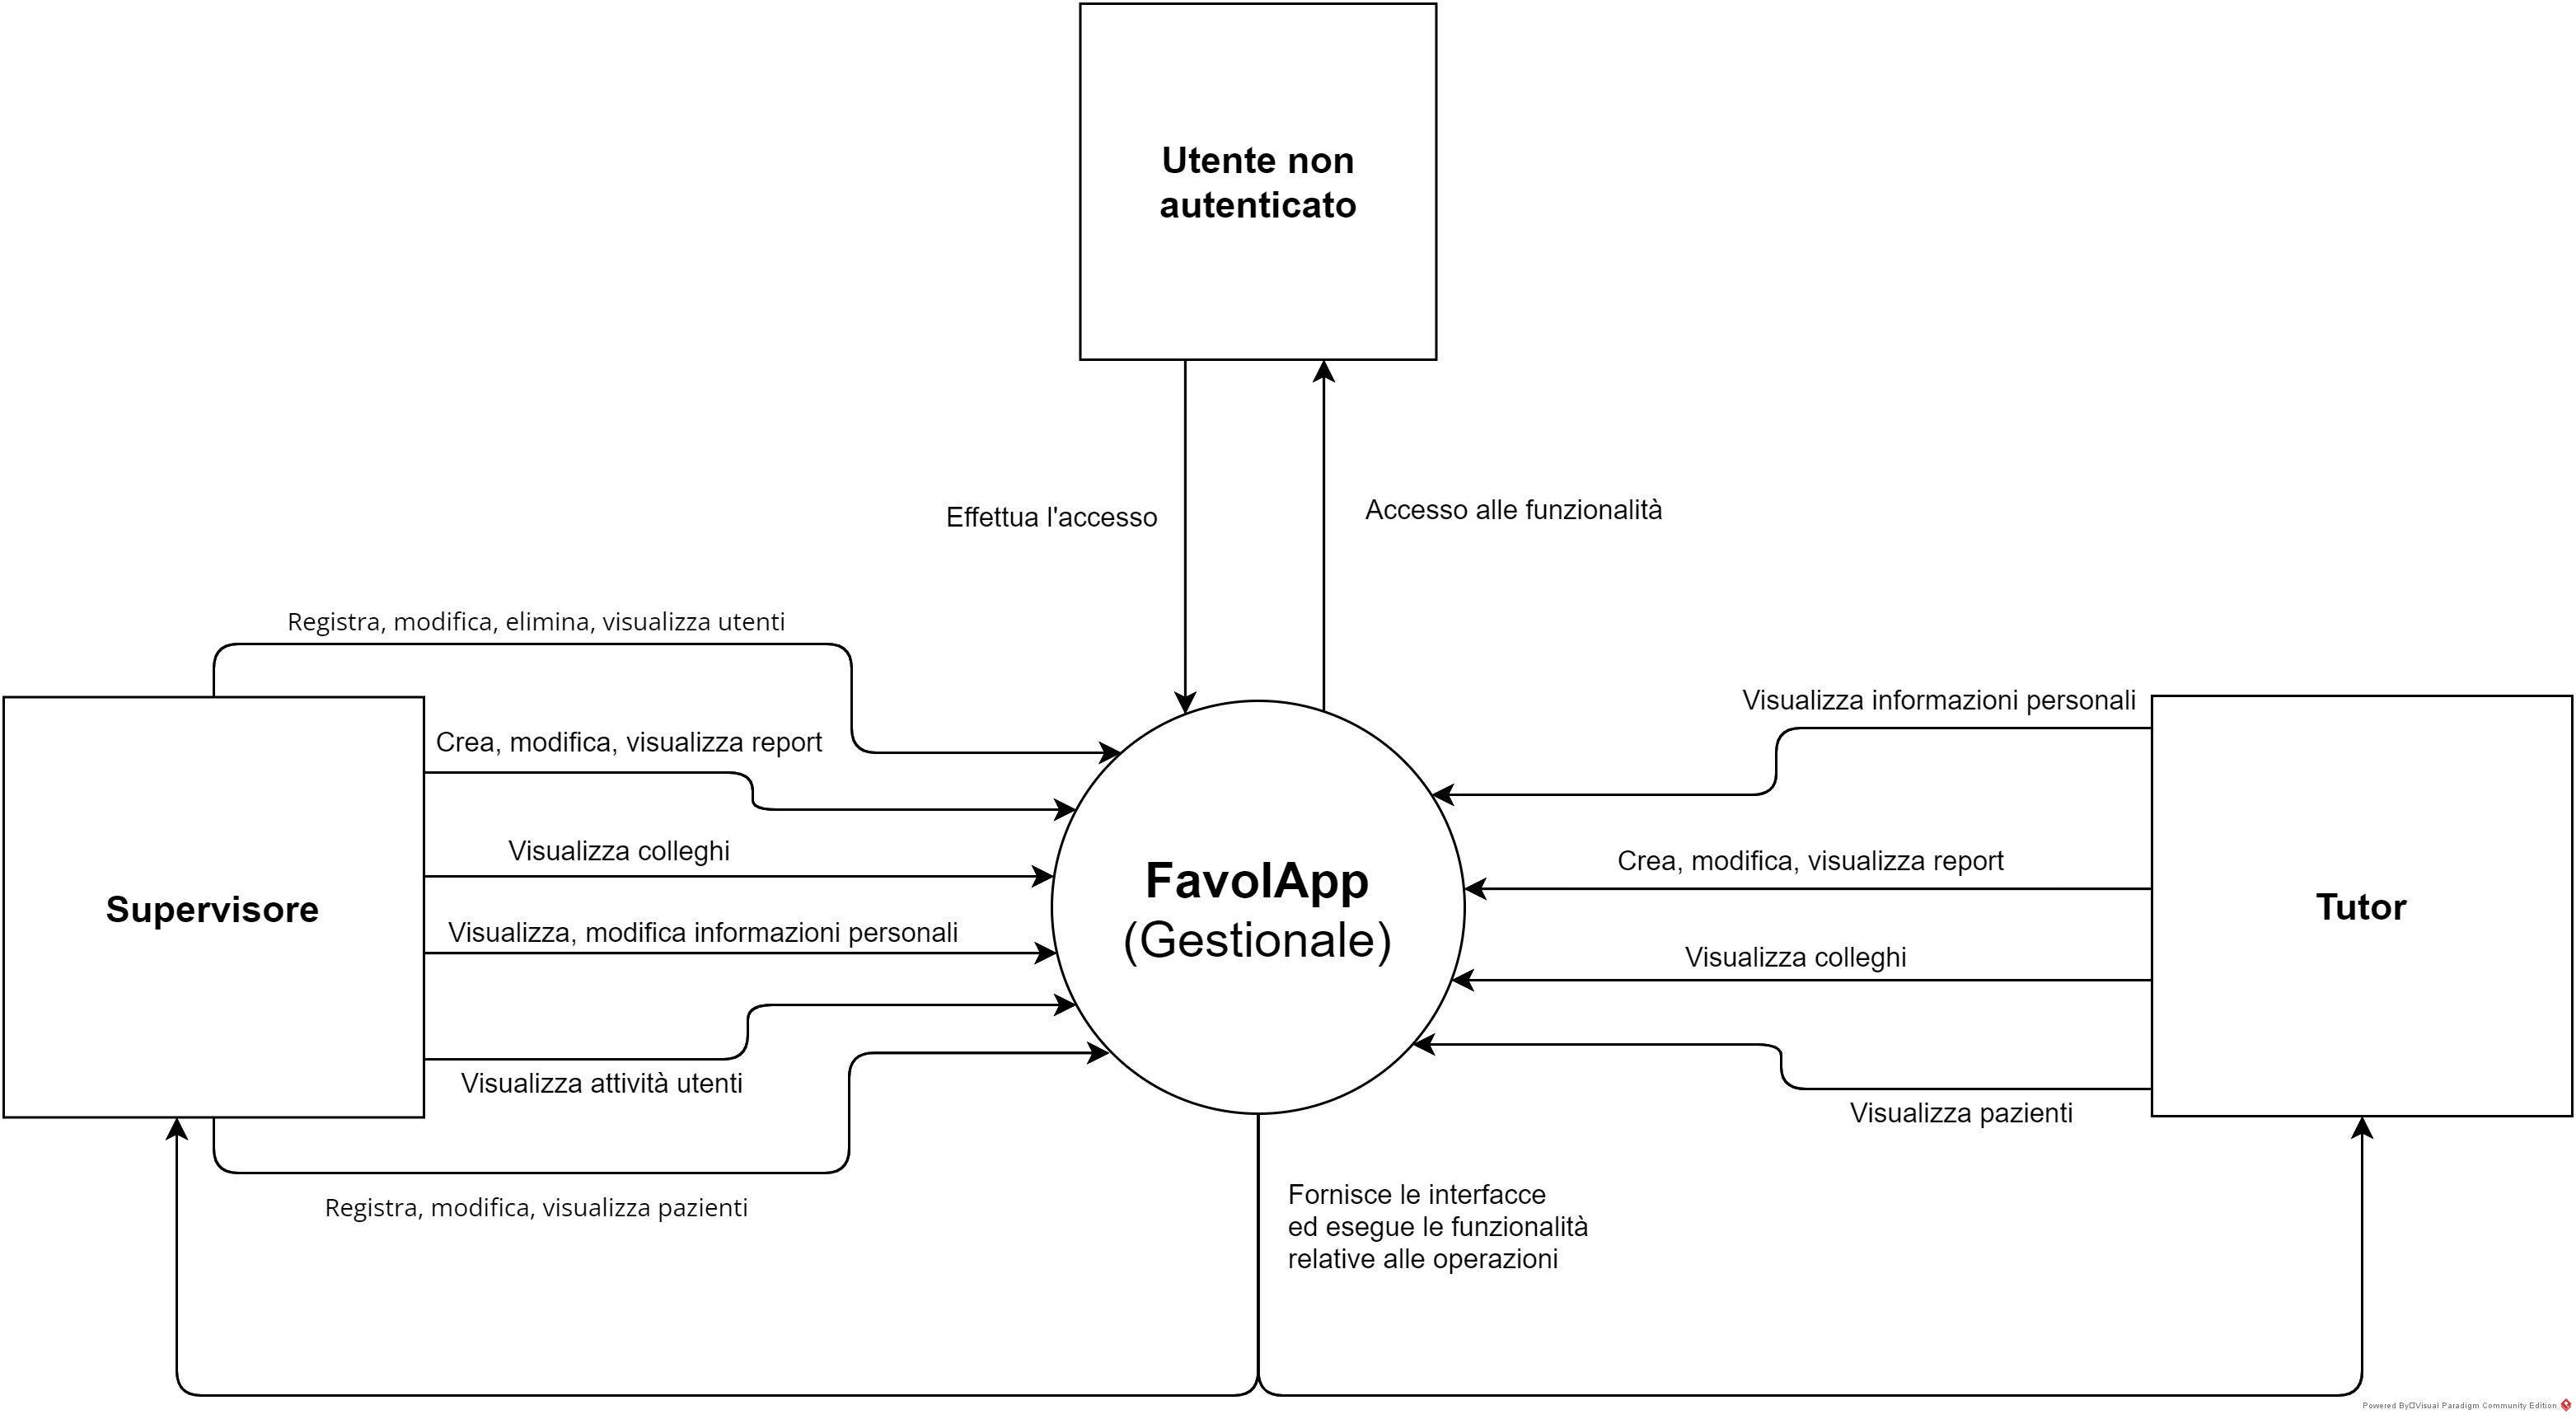 Utente non
autenticato
Effettua l'accesso
Accesso alle funzionalità
Registra, modifica, elimina, visualizza utenti
Crea, modifica, visualizza report
Visualizza colleghi
Visualizza, modifica informazioni personali
Visualizza attività utenti
Registra, modifica, visualizza pazienti
Supervisore
FavolApp
(Gestionale)
Visualizza informazioni personali
Crea, modifica, visualizza report
Visualizza colleghi
Visualizza pazienti
Tutor
Fornisce le interfacce
ed esegue le funzionalità
relative alle operazioni
Powered By□Visual Paradigm Community Edition